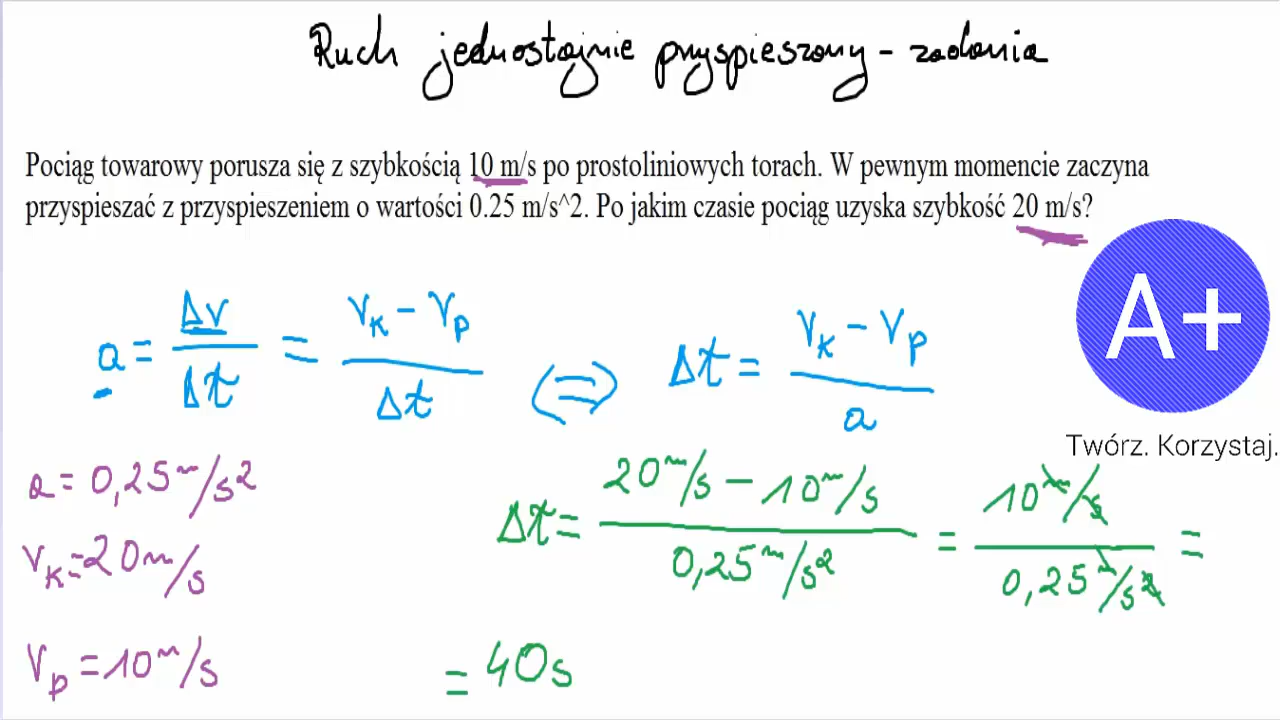 Ruch jednostajnie przyspieszony - zadania
Pociąg towarowy porusza się z szybkością 10 m/s po prostoliniowych torach. W pewnym momencie zaczyna
przyspieszać z przyspieszeniem o wartości 0.25 m/s^2. Po jakim czasie pociąg uzyska szybkość 20 m/s?
A+
Twórz. Korzystaj.
a = Δv/Δt = (Vk - Vp)/Δt (⇔) Δt = (Vk - Vp)/a
a = 0,25 m/s²
Vk = 20 m/s
Vp = 10 m/s
Δt = (20 m/s - 10 m/s)/(0,25 m/s²) = (10 m/s)/(0,25 m/s²) =
= 40s